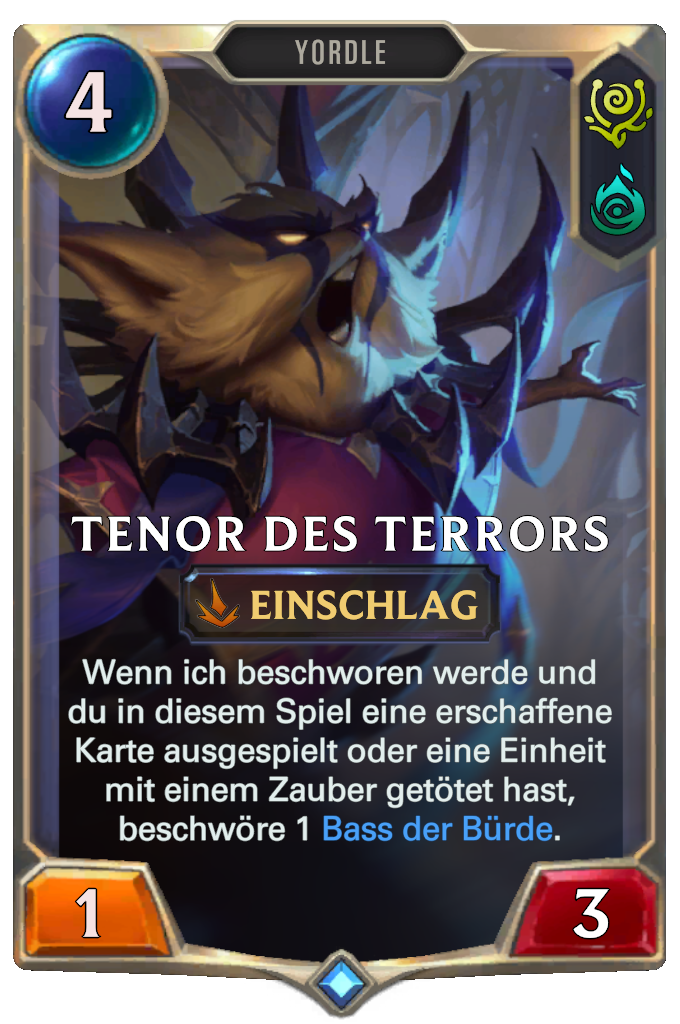 YORDLE
4
TENOR DES TERRORS
EINSCHLAG
Wenn ich beschworen werde und
du in diesem Spiel eine erschaffene
Karte ausgespielt oder eine Einheit
mit einem Zauber getötet hast,
beschwöre 1 Bass der Bürde.
1
3